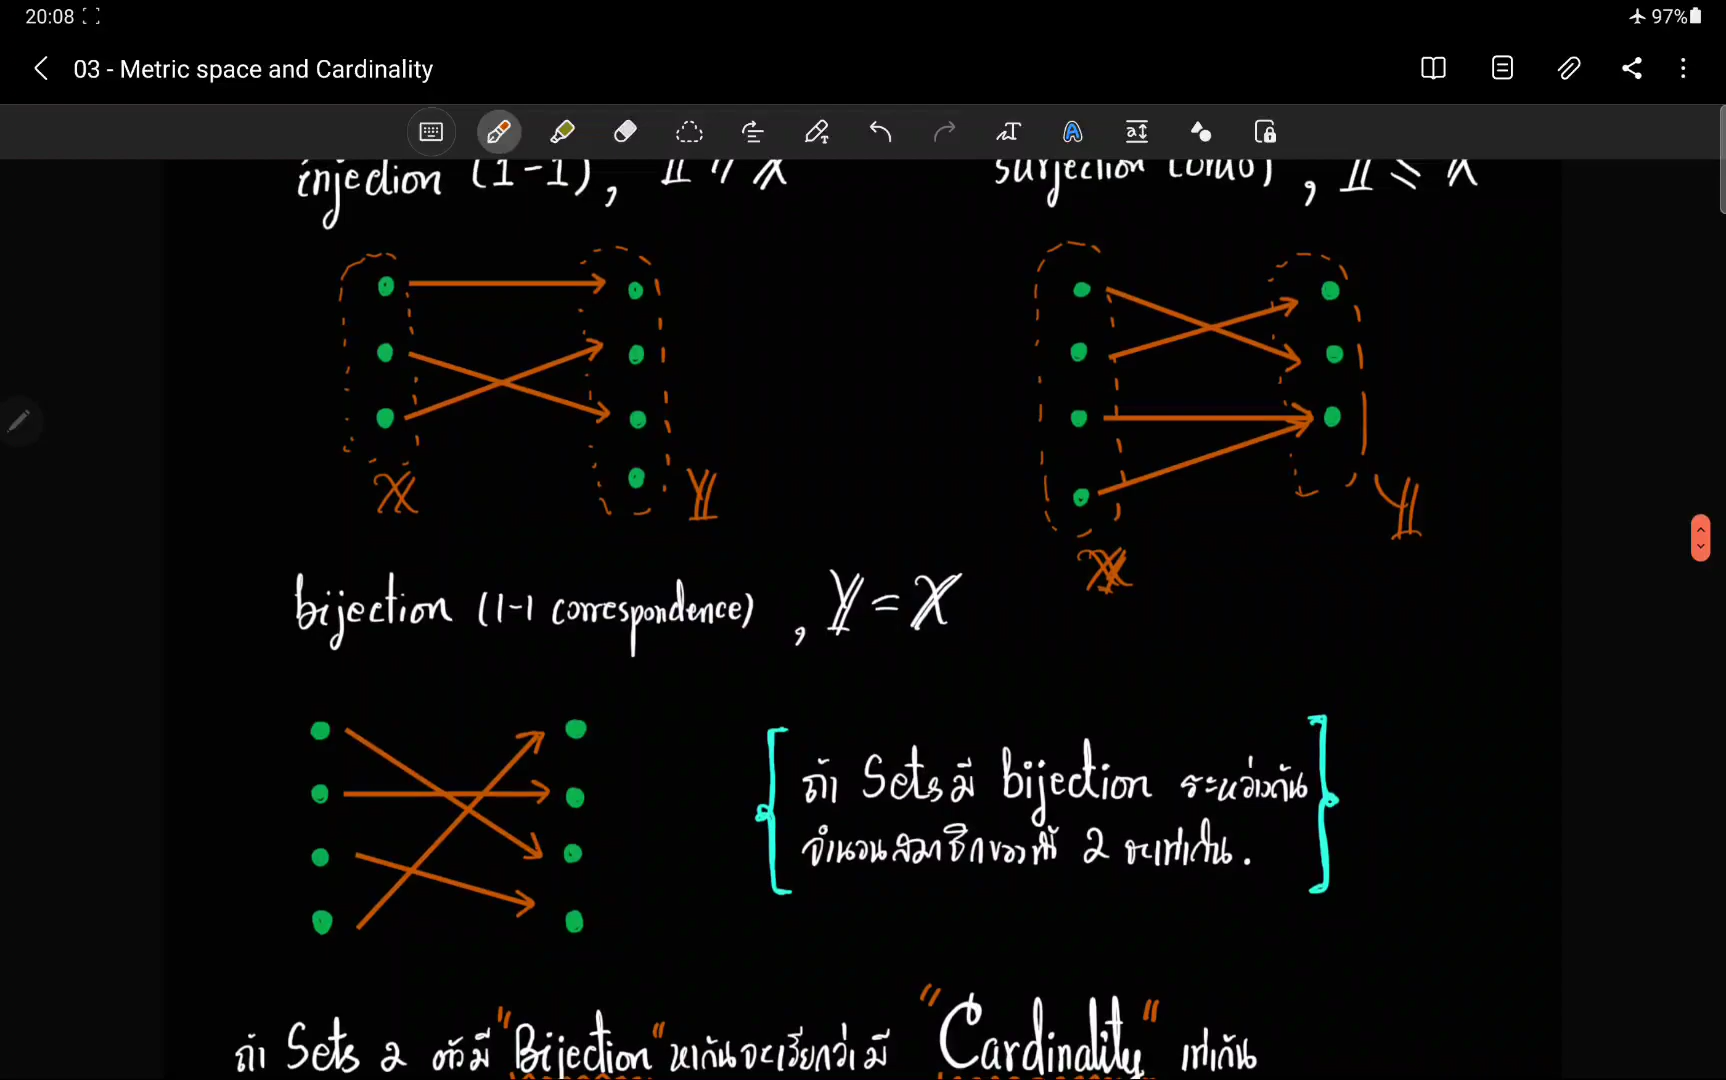 20:08
97%
03 - Metric space and Cardinality
injection (1-1), Y ≥ X
surjection (onto), Y ≤ X
X
Y
X
Y
bijection (1-1 correspondence), Y = X
ถ้า Sets มี bijection ระหว่างกัน
จำนวนสมาชิกของทั้ง 2 จะเท่ากัน.
ถ้า Sets 2 ตัวมี "Bijection" หากันจะเรียกว่ามี "Cardinality" เท่ากัน